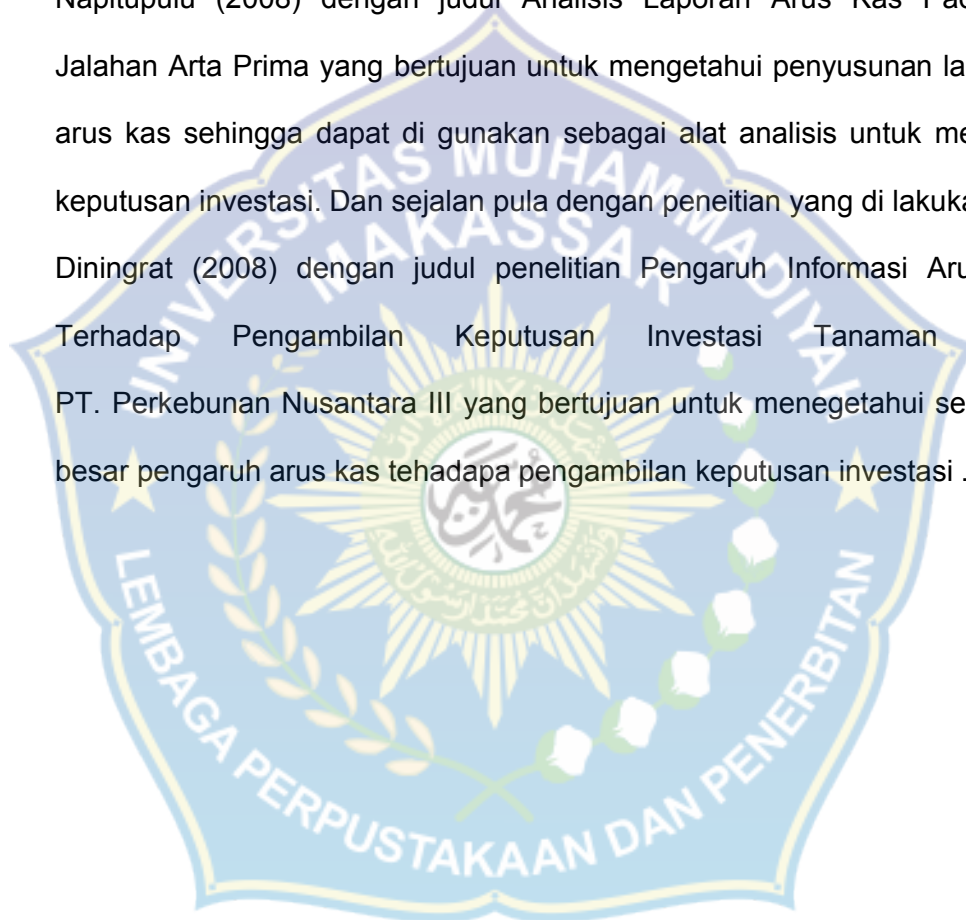 Napitupulu (2008) dengan judul Analisis Laporan Arus Kas
Jalahan Arta Prima yang bertujuan untuk mengetahui penyusunan la
arus kas sehingga dapat di gunakan sebagai alat analisis untuk me
keputusan investasi. Dan sejalan pula dengan peneitian yang di lakuka
Diningrat (2008) dengan judul penelitian Pengaruh Informasi Aru
Terhadap Pengambilan Keputusan Investasi Tanaman
PT. Perkebunan Nusantara III yang bertujuan untuk menegetahui se
besar pengaruh arus kas tehadapa pengambilan keputusan investasi .
UNIVERSITAS MUHAMMADIYAH
MAKASSAR
LEMBAGA PERPUSTAKAAN DAN PENERBITAN